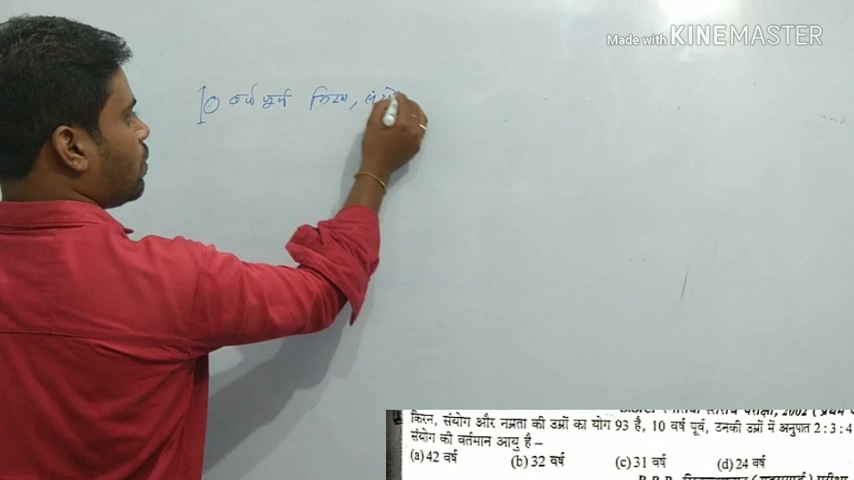 Made with KINEMASTER
10 वर्ष पूर्व किरन, संयो
किरन, संयोग और नम्रता की उम्रों का योग 93 है, 10 वर्ष पूर्व, उनकी उम्रों में अनुपात 2:3:4
संयोग की वर्तमान आयु है –
(a) 42 वर्ष (b) 32 वर्ष (c) 31 वर्ष (d) 24 वर्ष